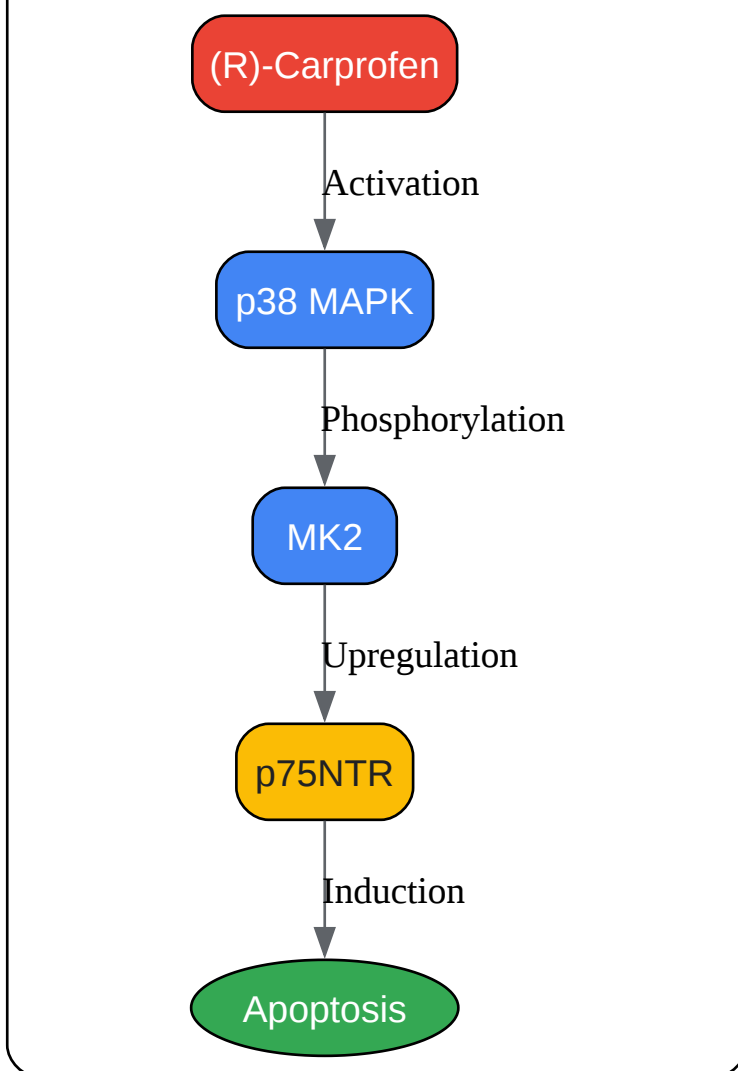 (R)-Carprofen
Activation
p38 MAPK
Phosphorylation
MK2
Upregulation
p75NTR
Induction
Apoptosis